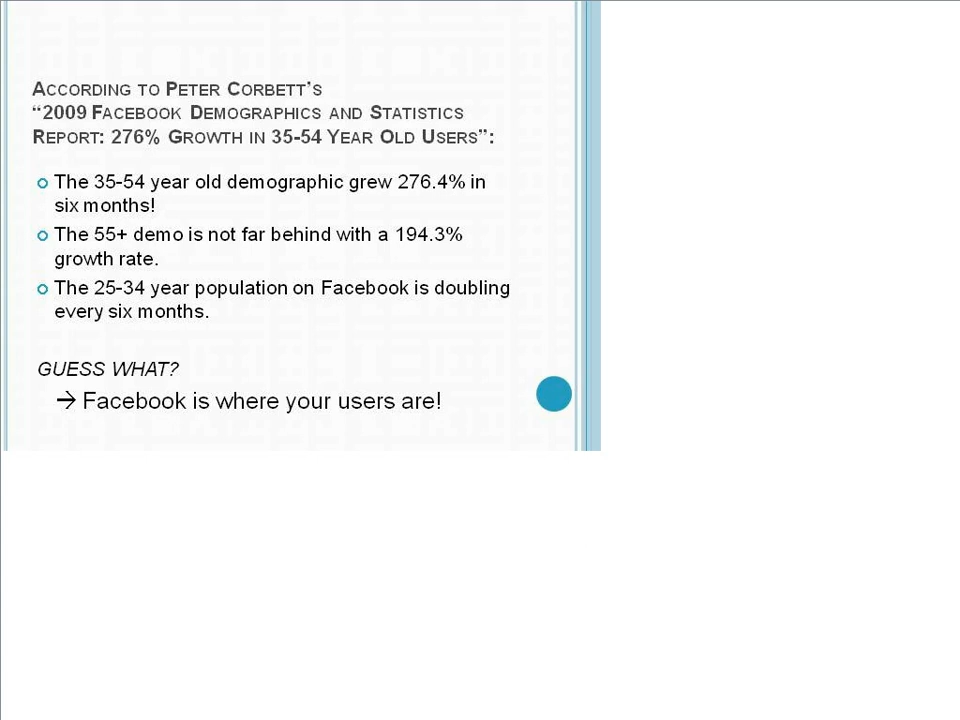 ACCORDING TO PETER CORBETT'S
“2009 FACEBOOK DEMOGRAPHICS AND STATISTICS
REPORT: 276% GROWTH IN 35-54 YEAR OLD USERS”:
The 35-54 year old demographic grew 276.4% in
six months!
The 55+ demo is not far behind with a 194.3%
growth rate.
The 25-34 year population on Facebook is doubling
every six months.
GUESS WHAT?
→ Facebook is where your users are!